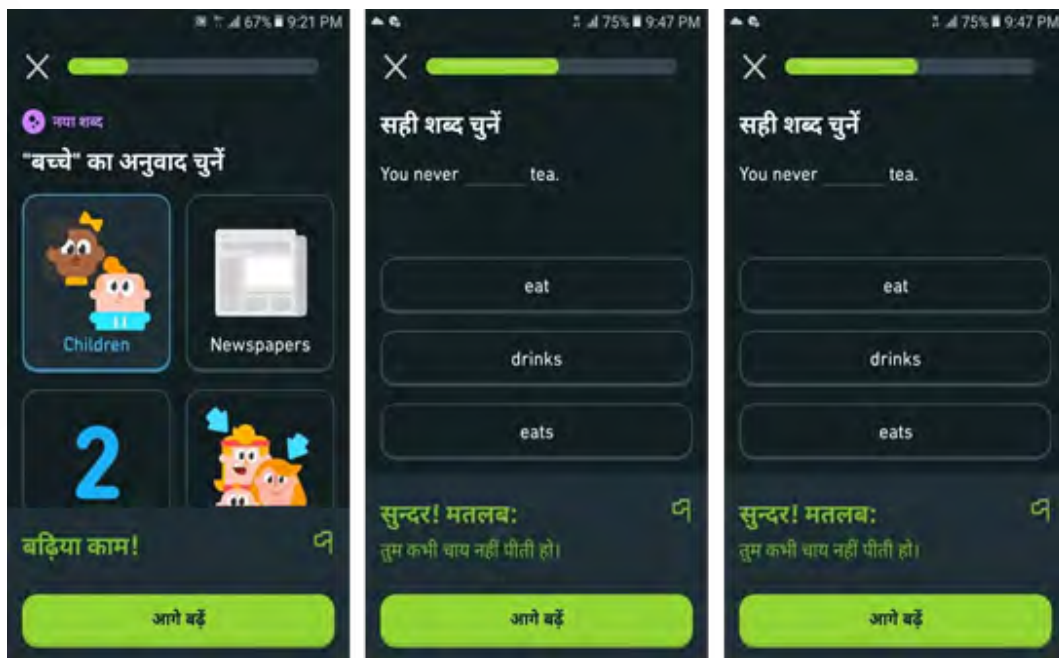 67% 9:21 PM
नया शब्द
"बच्चे" का अनुवाद चुनें
Children
Newspapers
2
बढ़िया काम!
आगे बढ़ें
75% 9:47 PM
सही शब्द चुनें
You never ______ tea.
eat
drinks
eats
सुन्दर! मतलब:
तुम कभी चाय नहीं पीती हो।
आगे बढ़ें
75% 9:47 PM
सही शब्द चुनें
You never ______ tea.
eat
drinks
eats
सुन्दर! मतलब:
तुम कभी चाय नहीं पीती हो।
आगे बढ़ें